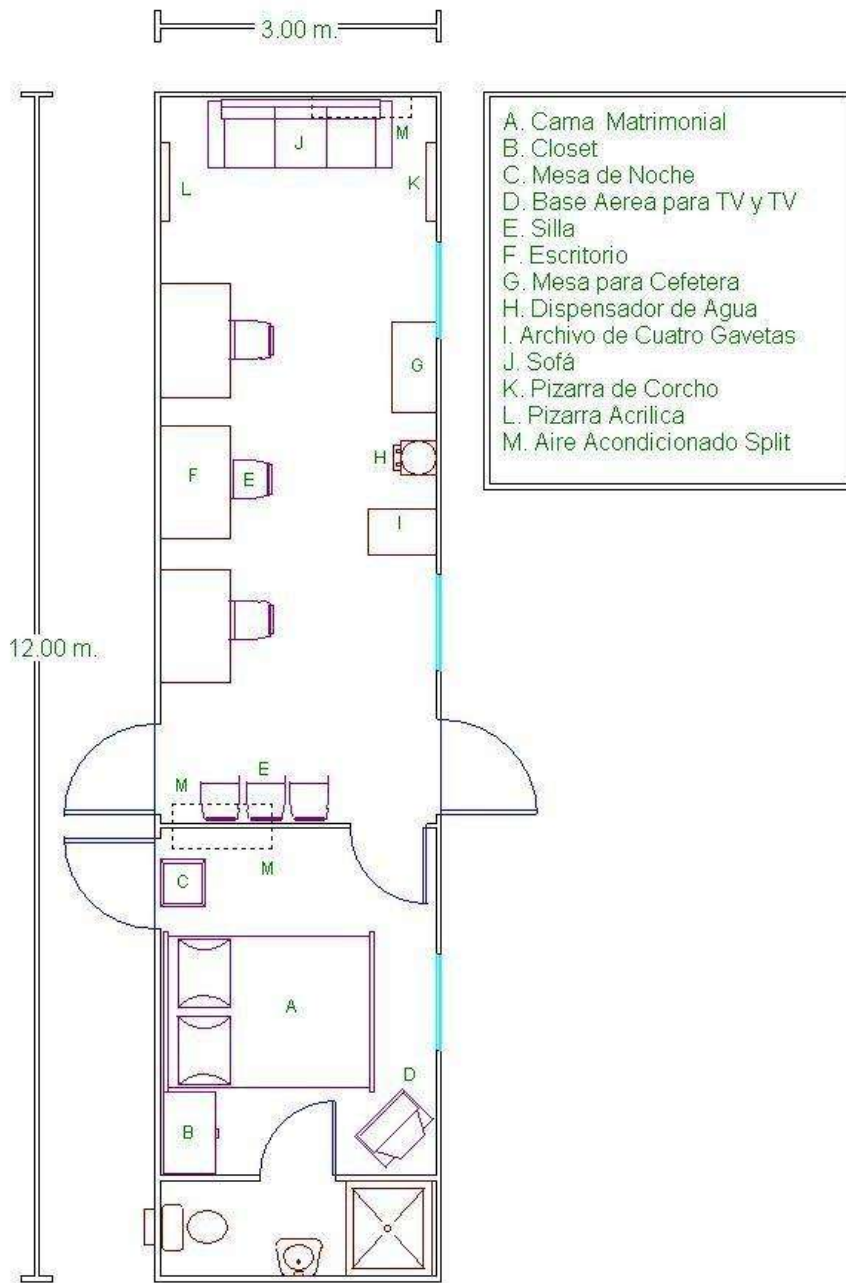 3.00 m.
A. Cama Matrimonial
B. Closet
C. Mesa de Noche
D. Base Aerea para TV y TV
E. Silla
F. Escritorio
G. Mesa para Cefetera
H. Dispensador de Agua
I. Archivo de Cuatro Gavetas
J. Sofá
K. Pizarra de Corcho
L. Pizarra Acrilica
M. Aire Acondicionado Split
M
J
L
K
G
H
F
E
I
12.00 m.
E
M
M
C
A
D
B